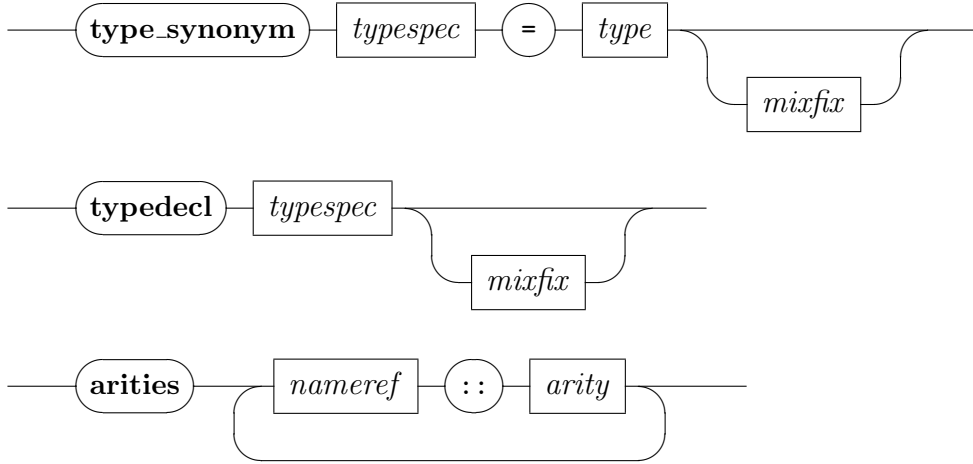 type_synonym typespec = type
mixfix
typedecl typespec
mixfix
arities nameref :: arity